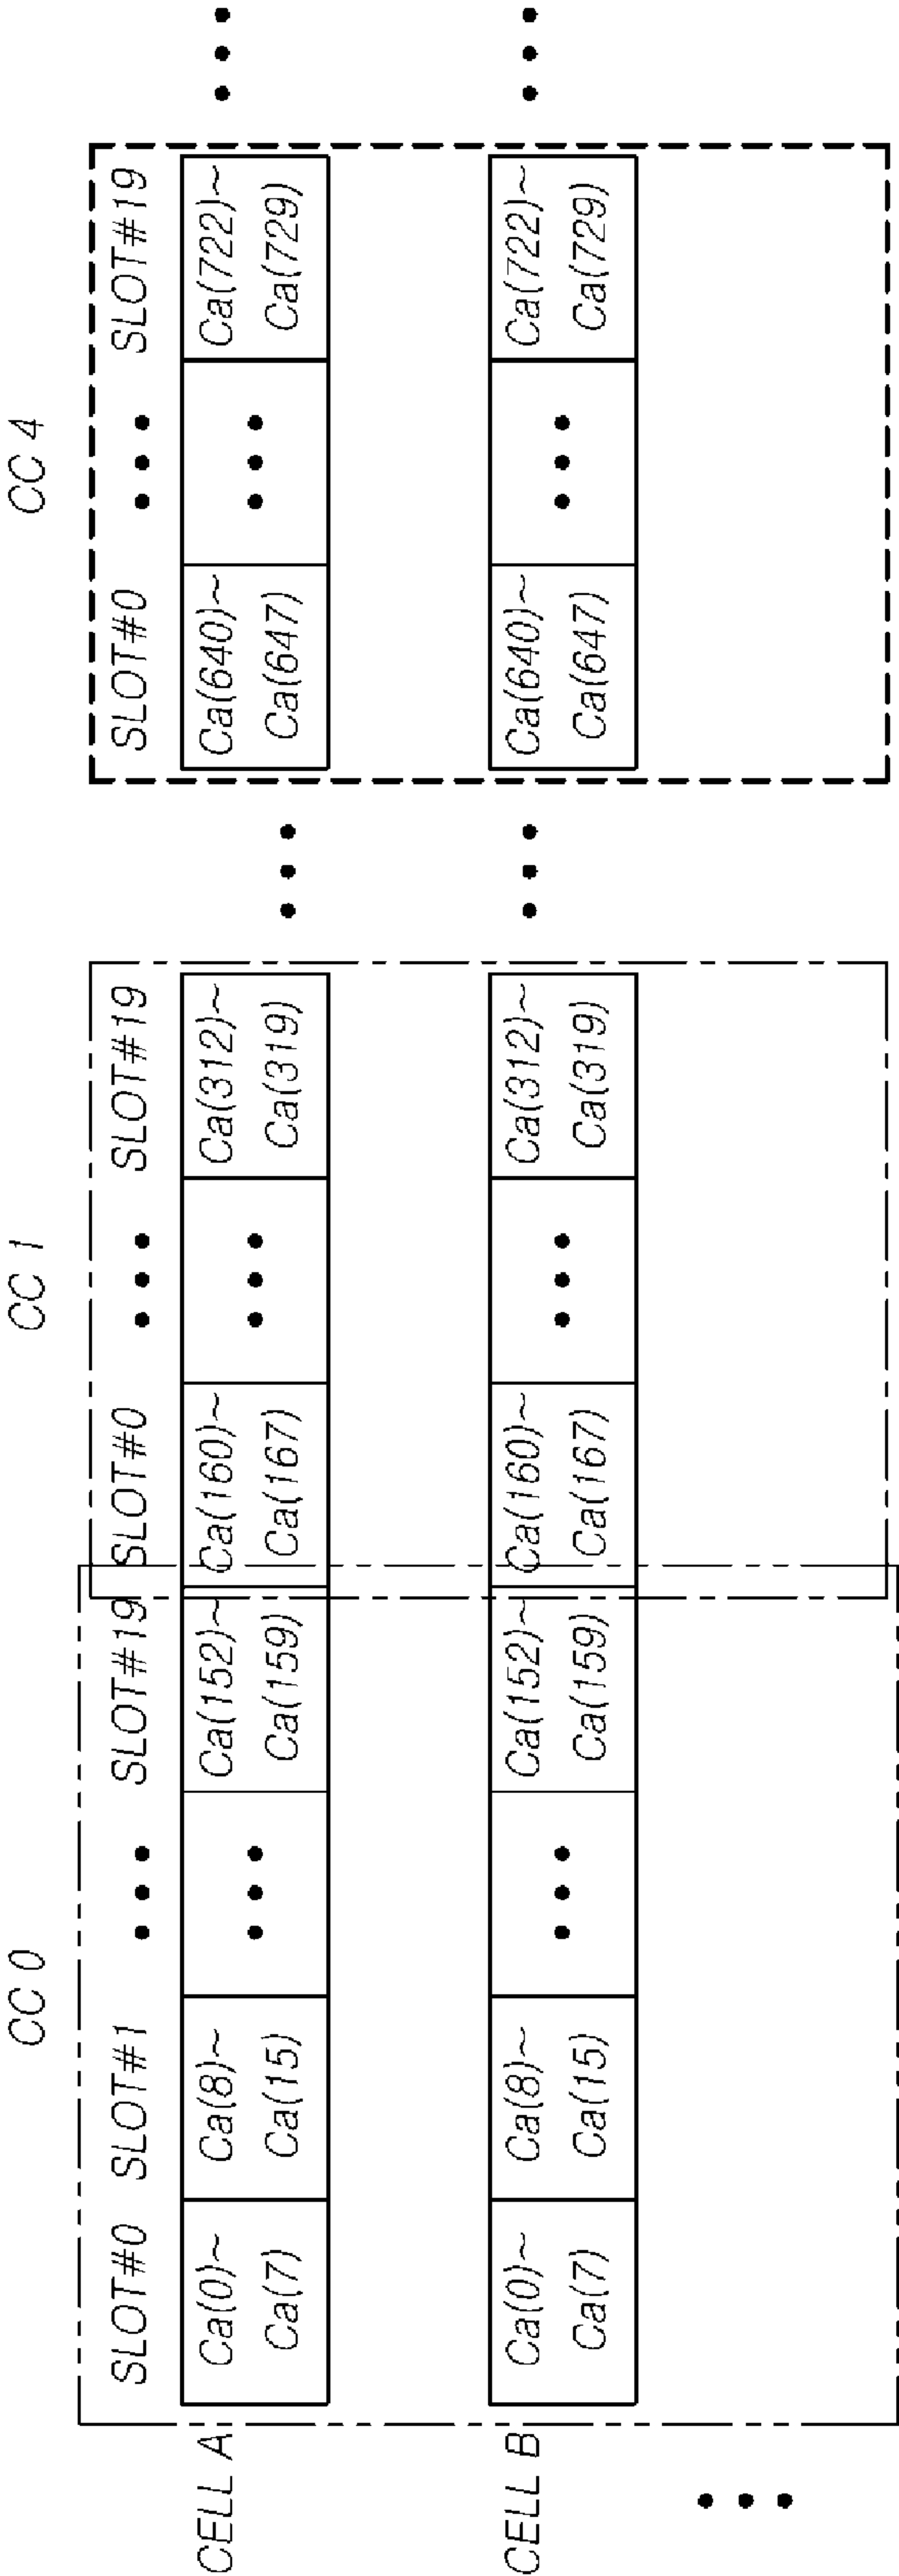 CC 0
CC 1
CC 4
SLOT#0 SLOT#1 ••• SLOT#19 SLOT#0 ••• SLOT#19 SLOT#0 ••• SLOT#19
CELL A
Ca(0)~
Ca(7)
Ca(8)~
Ca(15)
•••
Ca(152)~
Ca(159)
Ca(160)~
Ca(167)
•••
Ca(312)~
Ca(319)
•••
Ca(640)~
Ca(647)
•••
Ca(722)~
Ca(729)
•••
CELL B
Ca(0)~
Ca(7)
Ca(8)~
Ca(15)
•••
Ca(152)~
Ca(159)
Ca(160)~
Ca(167)
•••
Ca(312)~
Ca(319)
•••
Ca(640)~
Ca(647)
•••
Ca(722)~
Ca(729)
•••
•••